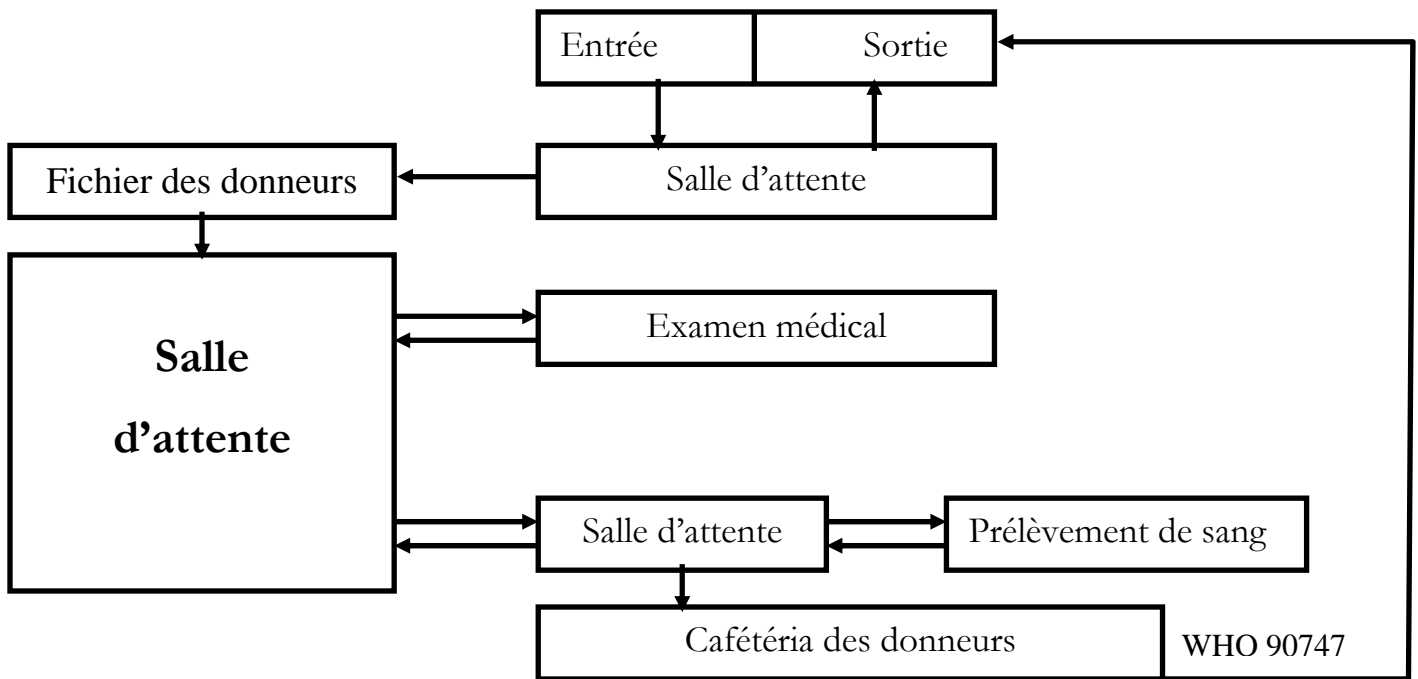 Entrée Sortie
Fichier des donneurs
Salle d'attente
Examen médical
Salle
d'attente
Salle d'attente
Prélèvement de sang
Cafétéria des donneurs
WHO 90747